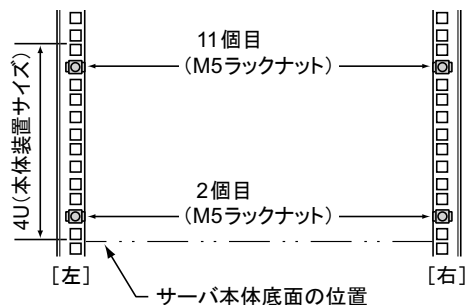 11個目
(M5ラックナット)
4U(本体装置サイズ)
2個目
(M5ラックナット)
[左]
[右]
サーバ本体底面の位置